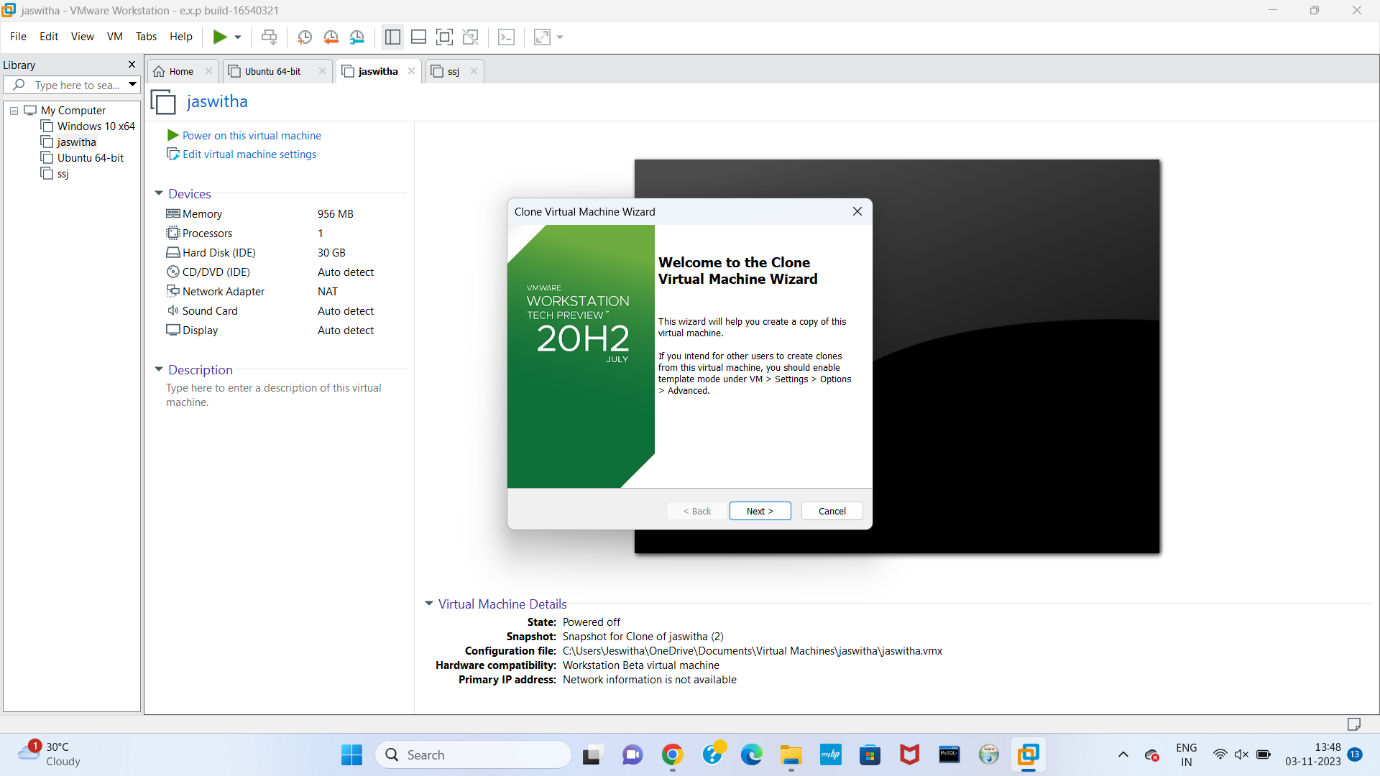 jaswitha - VMware Workstation - e.x.p build-16540321
File Edit View VM Tabs Help
Library
Type here to sea...
My Computer
Windows 10 x64
jaswitha
Ubuntu 64-bit
ssj
Home
Ubuntu 64-bit
jaswitha
ssj
jaswitha
Power on this virtual machine
Edit virtual machine settings
Devices
Memory 956 MB
Processors 1
Hard Disk (IDE) 30 GB
CD/DVD (IDE) Auto detect
Network Adapter NAT
Sound Card Auto detect
Display Auto detect
Description
Type here to enter a description of this virtual
machine.
Clone Virtual Machine Wizard
VMWARE
WORKSTATION
TECH PREVIEW™
20H2
JULY
Welcome to the Clone
Virtual Machine Wizard
This wizard will help you create a copy of this
virtual machine.
If you intend for other users to create clones
from this virtual machine, you should enable
template mode under VM > Settings > Options
> Advanced.
< Back Next > Cancel
Virtual Machine Details
State: Powered off
Snapshot: Snapshot for Clone of jaswitha (2)
Configuration file: C:\Users\Jeswitha\OneDrive\Documents\Virtual Machines\jaswitha\jaswitha.vmx
Hardware compatibility: Workstation Beta virtual machine
Primary IP address: Network information is not available
1
30°C
Cloudy
Search
myhp
MySQL
ENG
IN
13:48
03-11-2023
13